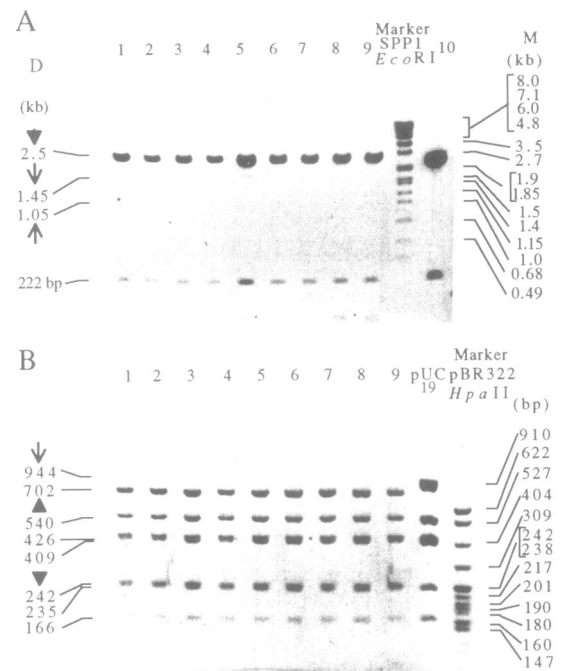 A
1 2 3 4 5 6 7 8 9
Marker
SPP1
EcoRI
10
D
(kb)
2.5
1.45
1.05
222 bp
M
(kb)
8.0
7.1
6.0
4.8
3.5
2.7
1.9
1.85
1.5
1.4
1.15
1.0
0.68
0.49
B
1 2 3 4 5 6 7 8 9
pUC
19
Marker
pBR322
HpaII
(bp)
944
702
540
426
409
242
235
166
910
622
527
404
309
242
238
217
201
190
180
160
147